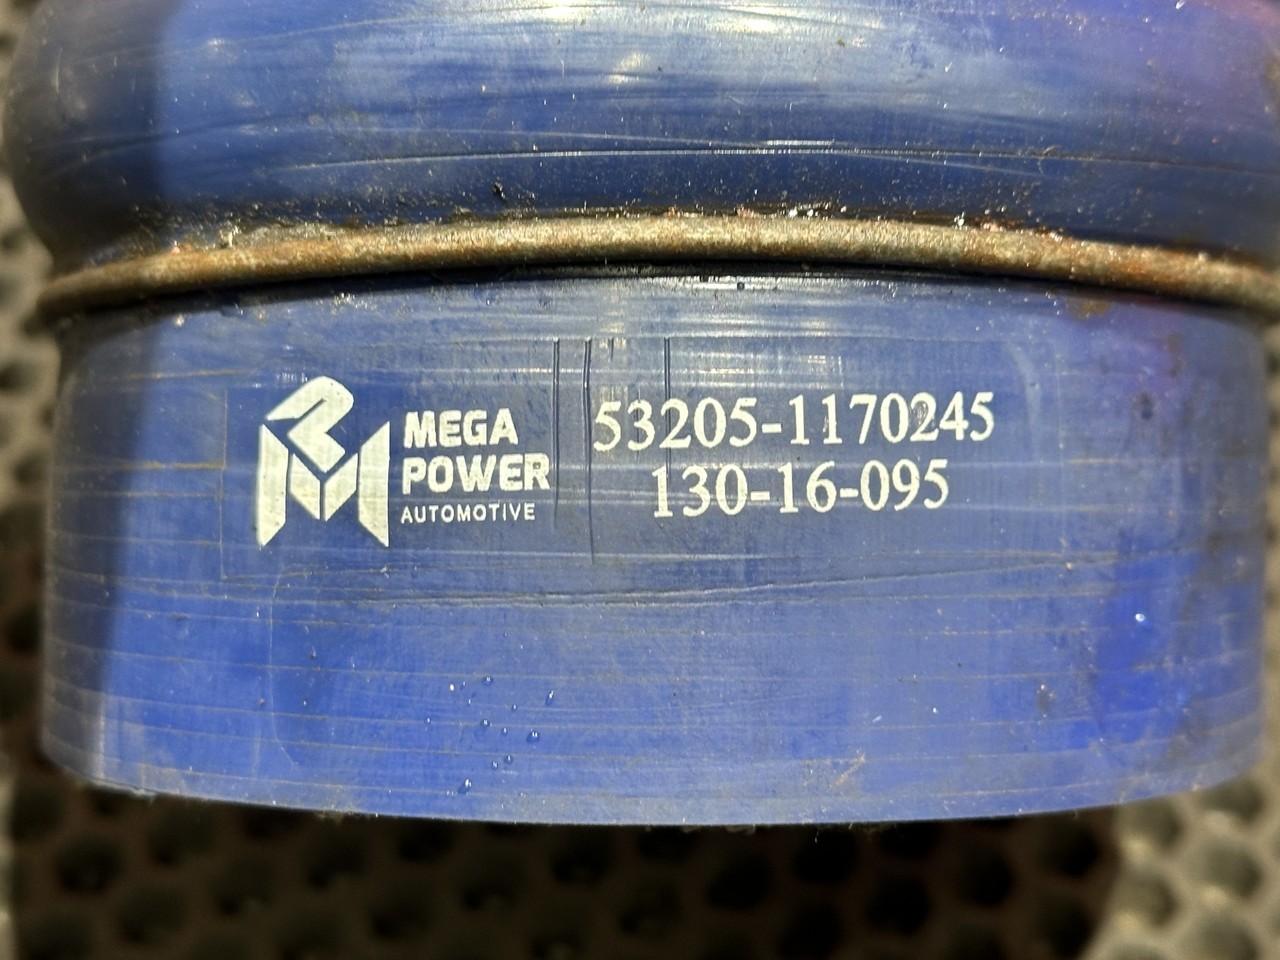 MEGA
POWER
AUTOMOTIVE
53205-1170245
130-16-095